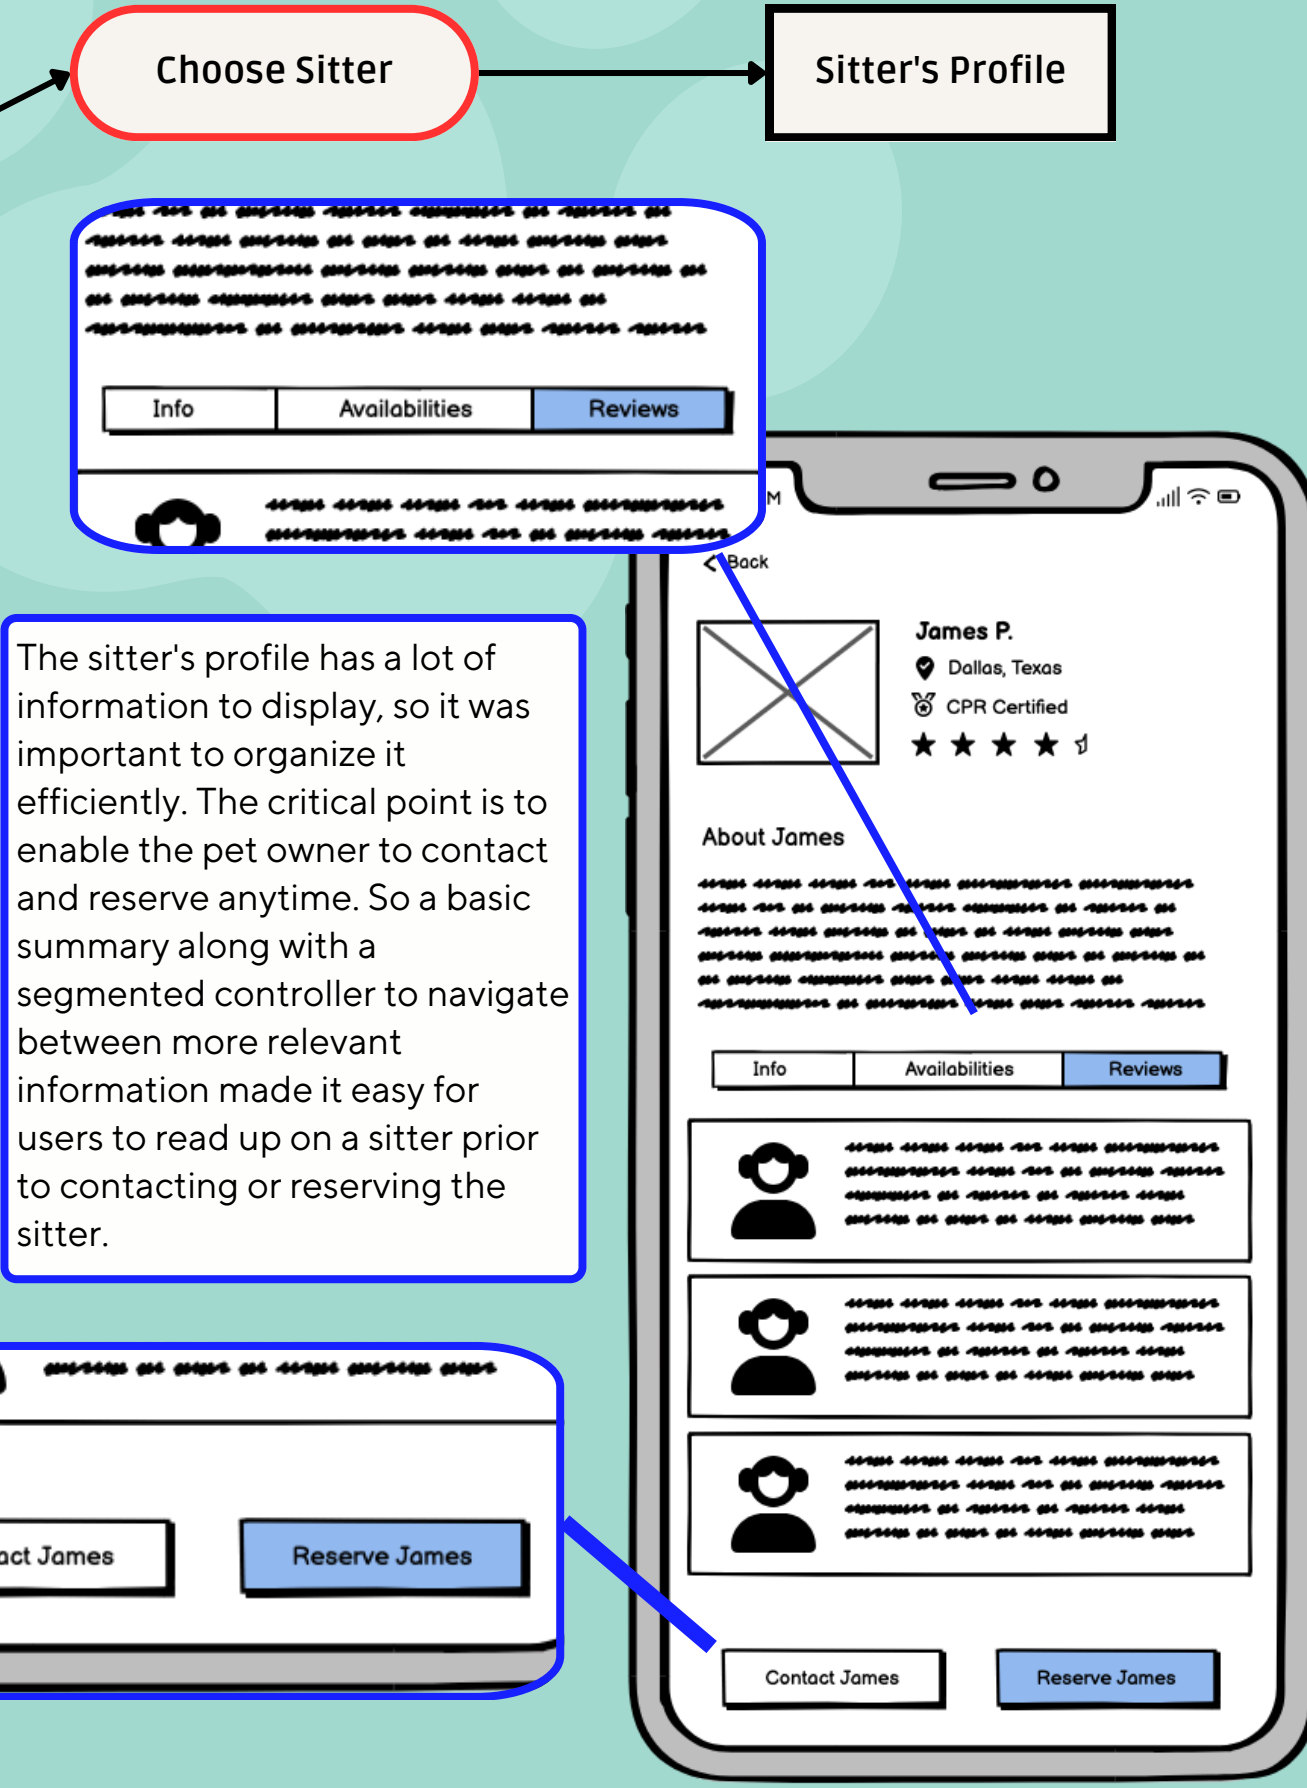 Choose Sitter
Sitter's Profile
Info
Availabilities
Reviews
M
Back
James P.
Dallas, Texas
CPR Certified
About James
The sitter's profile has a lot of
information to display, so it was
important to organize it
efficiently. The critical point is to
enable the pet owner to contact
and reserve anytime. So a basic
summary along with a
segmented controller to navigate
between more relevant
information made it easy for
users to read up on a sitter prior
to contacting or reserving the
sitter.
Info
Availabilities
Reviews
act James
Reserve James
Contact James
Reserve James